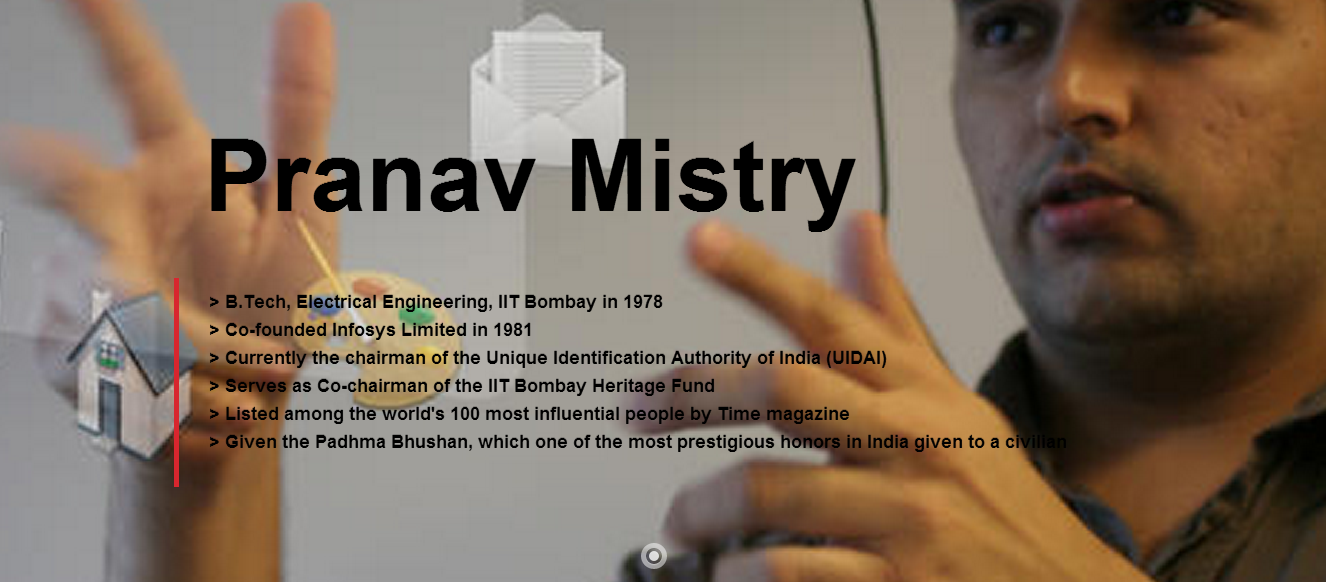 Pranav Mistry
> B.Tech, Electrical Engineering, IIT Bombay in 1978
> Co-founded Infosys Limited in 1981
> Currently the chairman of the Unique Identification Authority of India (UIDAI)
> Serves as Co-chairman of the IIT Bombay Heritage Fund
> Listed among the world's 100 most influential people by Time magazine
> Given the Padhma Bhushan, which one of the most prestigious honors in India given to a civilian